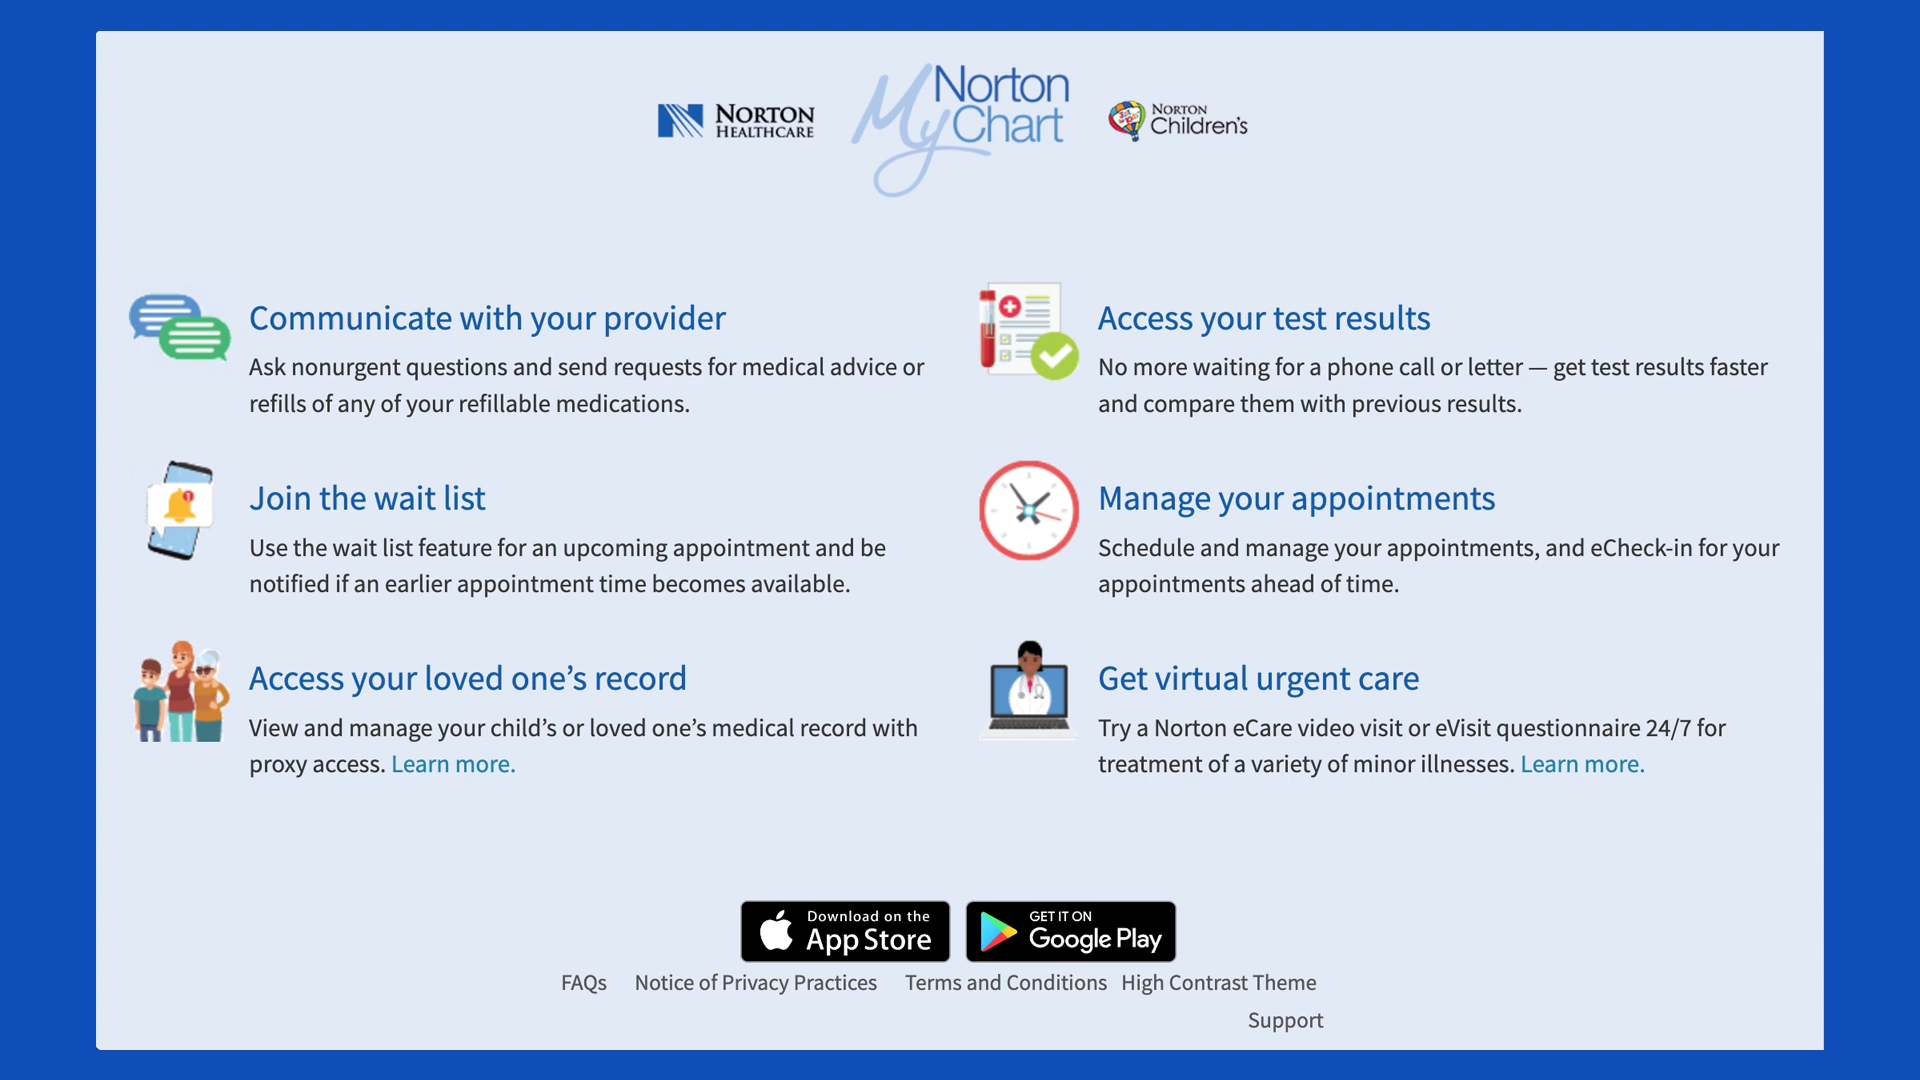 NORTON
HEALTHCARE
My Norton
Chart
NORTON
Children's
Communicate with your provider
Ask nonurgent questions and send requests for medical advice or
refills of any of your refillable medications.
Access your test results
No more waiting for a phone call or letter — get test results faster
and compare them with previous results.
Join the wait list
Use the wait list feature for an upcoming appointment and be
notified if an earlier appointment time becomes available.
Manage your appointments
Schedule and manage your appointments, and eCheck-in for your
appointments ahead of time.
Access your loved one’s record
View and manage your child’s or loved one’s medical record with
proxy access. Learn more.
Get virtual urgent care
Try a Norton eCare video visit or eVisit questionnaire 24/7 for
treatment of a variety of minor illnesses. Learn more.
Download on the
App Store
GET IT ON
Google Play
FAQs Notice of Privacy Practices Terms and Conditions High Contrast Theme
Support